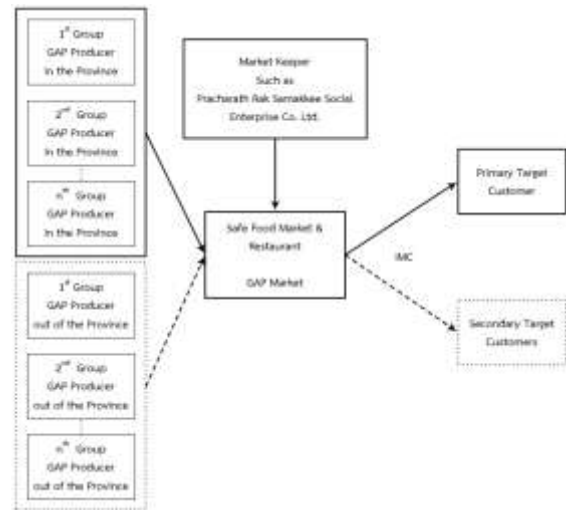 1st Group
GAP Producer
in the Province
2nd Group
GAP Producer
in the Province
nth Group
GAP Producer
in the Province
1st Group
GAP Producer
out of the Province
2nd Group
GAP Producer
out of the Province
nth Group
GAP Producer
out of the Province
Market Keeper
Such as
Pracharath Rak Samakkee Social
Enterprise Co. Ltd.
Safe Food Market &
Restaurant
GAP Market
IMC
Primary Target
Customer
Secondary Target
Customers